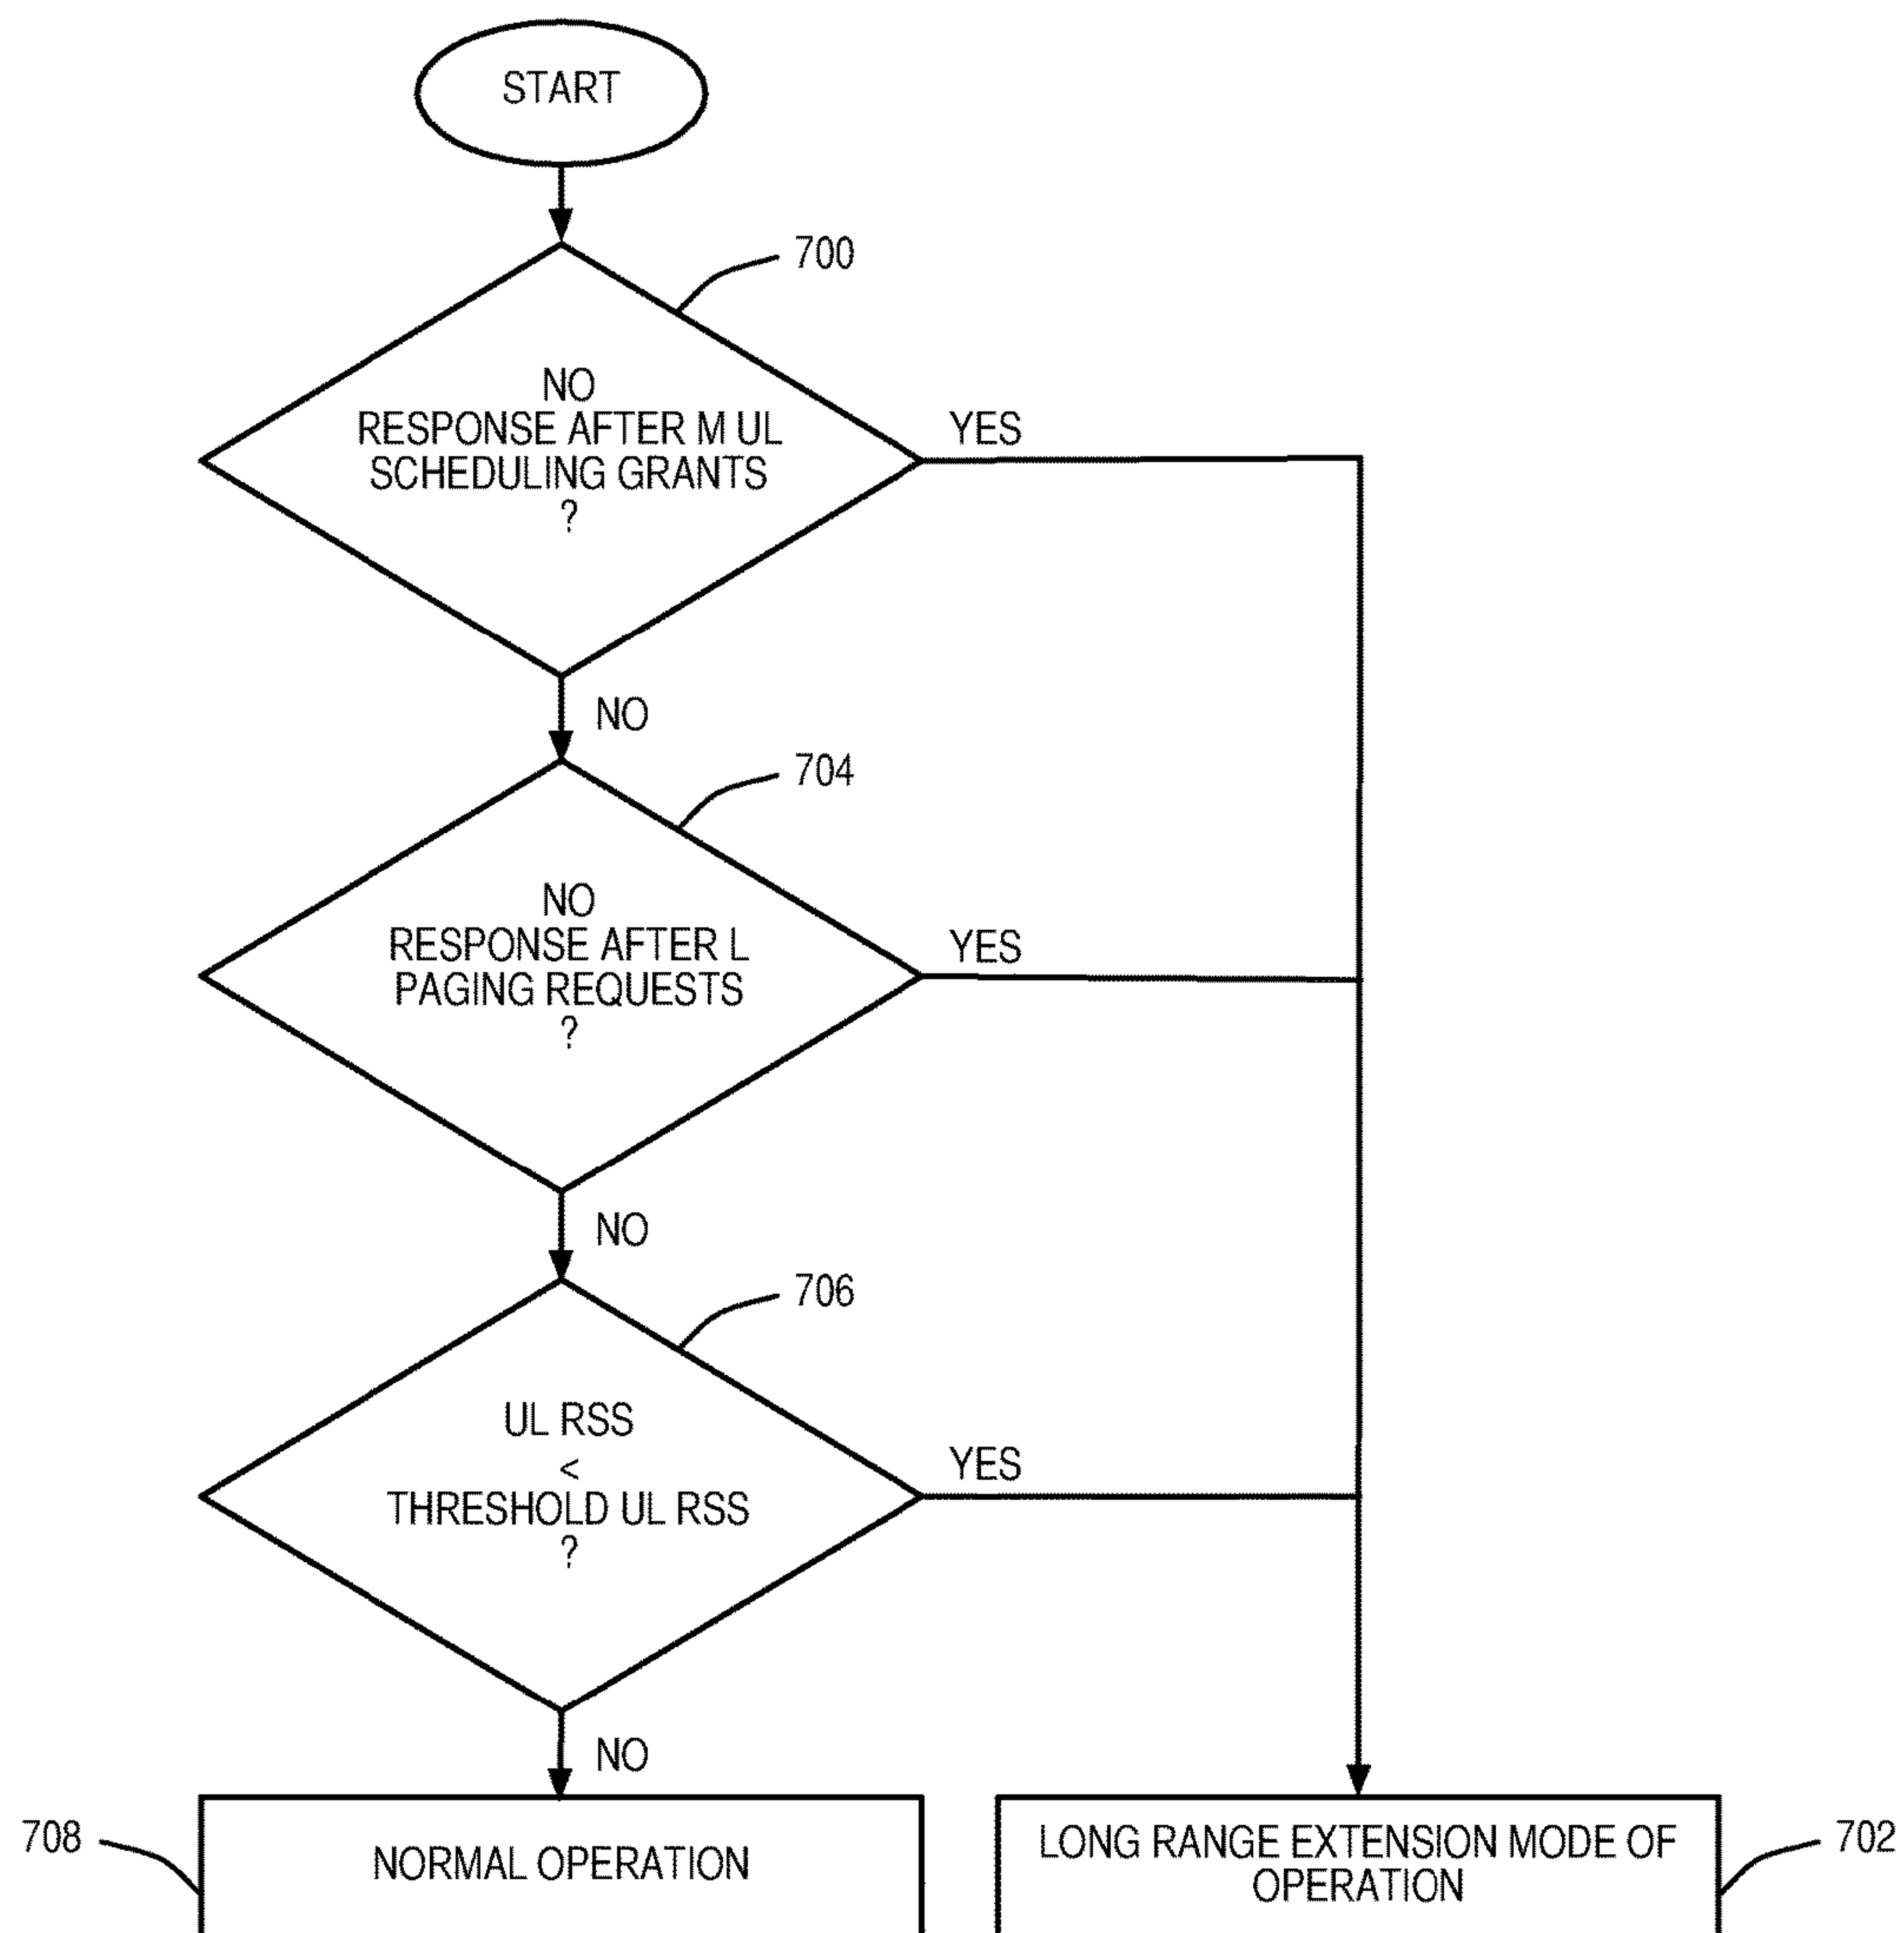 START
700
NO
RESPONSE AFTER M UL
SCHEDULING GRANTS
?
YES
NO
704
NO
RESPONSE AFTER L
PAGING REQUESTS
?
YES
NO
706
UL RSS
<
THRESHOLD UL RSS
?
YES
NO
708
NORMAL OPERATION
LONG RANGE EXTENSION MODE OF
OPERATION
702